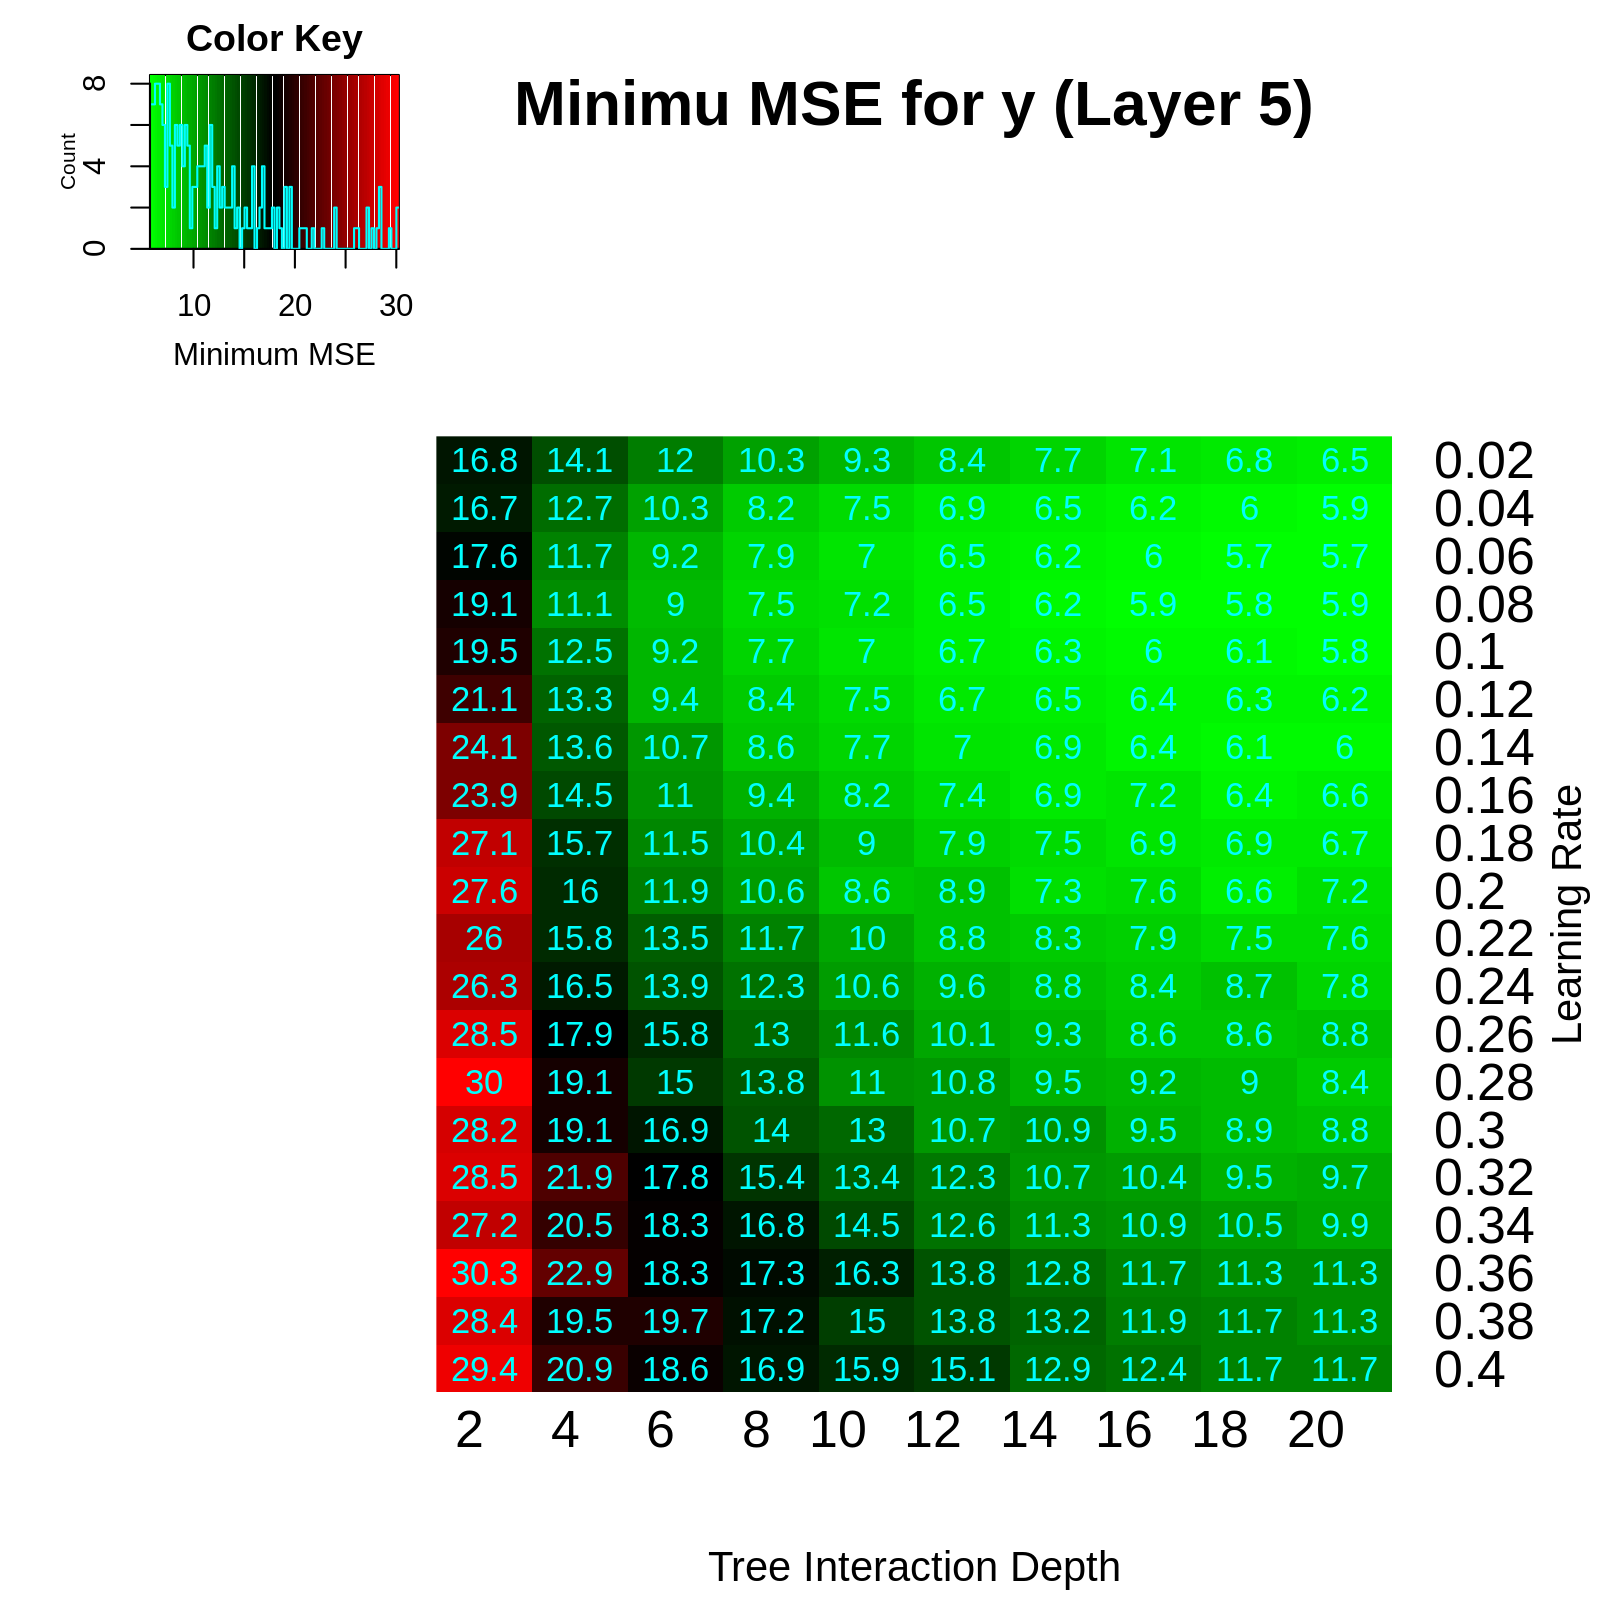 Color Key
Minimu MSE for y (Layer 5)
Count
0 4 8
10 20 30
Minimum MSE
16.8 14.1 12 10.3 9.3 8.4 7.7 7.1 6.8 6.5 0.02
16.7 12.7 10.3 8.2 7.5 6.9 6.5 6.2 6 5.9 0.04
17.6 11.7 9.2 7.9 7 6.5 6.2 6 5.7 5.7 0.06
19.1 11.1 9 7.5 7.2 6.5 6.2 5.9 5.8 5.9 0.08
19.5 12.5 9.2 7.7 7 6.7 6.3 6 6.1 5.8 0.1
21.1 13.3 9.4 8.4 7.5 6.7 6.5 6.4 6.3 6.2 0.12
24.1 13.6 10.7 8.6 7.7 7 6.9 6.4 6.1 6 0.14
23.9 14.5 11 9.4 8.2 7.4 6.9 7.2 6.4 6.6 0.16
27.1 15.7 11.5 10.4 9 7.9 7.5 6.9 6.9 6.7 0.18
27.6 16 11.9 10.6 8.6 8.9 7.3 7.6 6.6 7.2 0.2
26 15.8 13.5 11.7 10 8.8 8.3 7.9 7.5 7.6 0.22
26.3 16.5 13.9 12.3 10.6 9.6 8.8 8.4 8.7 7.8 0.24
28.5 17.9 15.8 13 11.6 10.1 9.3 8.6 8.6 8.8 0.26
30 19.1 15 13.8 11 10.8 9.5 9.2 9 8.4 0.28
28.2 19.1 16.9 14 13 10.7 10.9 9.5 8.9 8.8 0.3
28.5 21.9 17.8 15.4 13.4 12.3 10.7 10.4 9.5 9.7 0.32
27.2 20.5 18.3 16.8 14.5 12.6 11.3 10.9 10.5 9.9 0.34
30.3 22.9 18.3 17.3 16.3 13.8 12.8 11.7 11.3 11.3 0.36
28.4 19.5 19.7 17.2 15 13.8 13.2 11.9 11.7 11.3 0.38
29.4 20.9 18.6 16.9 15.9 15.1 12.9 12.4 11.7 11.7 0.4
Learning Rate
2 4 6 8 10 12 14 16 18 20
Tree Interaction Depth